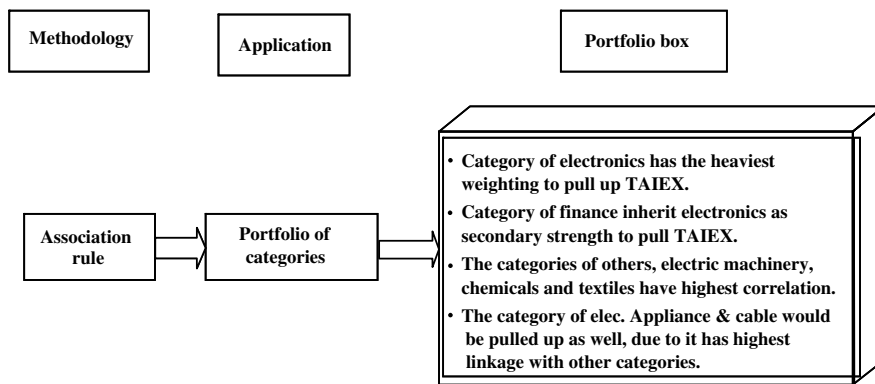 Methodology
Application
Portfolio box
Association
rule
Portfolio of
categories
• Category of electronics has the heaviest
weighting to pull up TAIEX.
• Category of finance inherit electronics as
secondary strength to pull TAIEX.
• The categories of others, electric machinery,
chemicals and textiles have highest correlation.
• The category of elec. Appliance & cable would
be pulled up as well, due to it has highest
linkage with other categories.